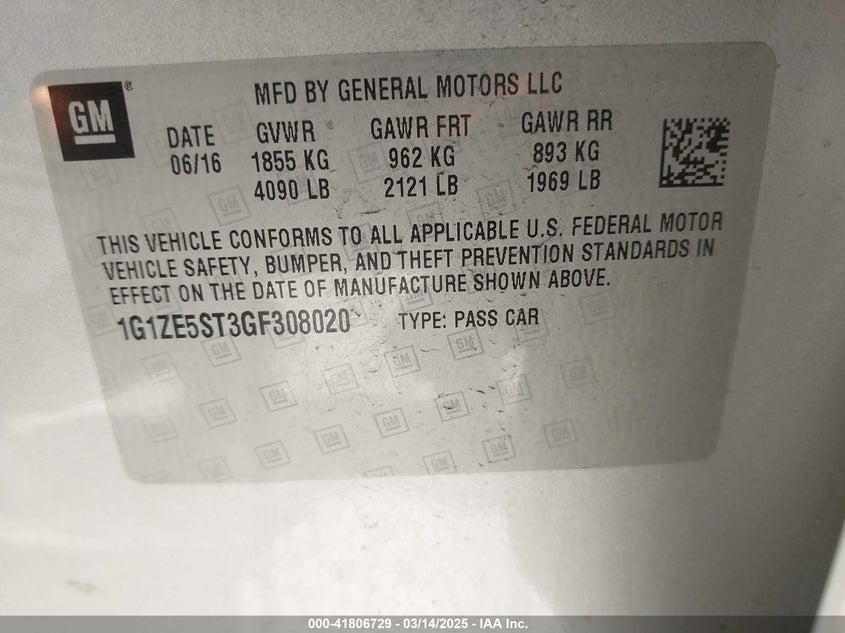 GM ®
MFD BY GENERAL MOTORS LLC
DATE GVWR GAWR FRT GAWR RR
06/16 1855 KG 962 KG 893 KG
4090 LB 2121 LB 1969 LB
THIS VEHICLE CONFORMS TO ALL APPLICABLE U.S. FEDERAL MOTOR
VEHICLE SAFETY, BUMPER, AND THEFT PREVENTION STANDARDS IN
EFFECT ON THE DATE OF MANUFACTURE SHOWN ABOVE.
1G1ZE5ST3GF308020 TYPE: PASS CAR
000-41806729 - 03/14/2025 - IAA Inc.